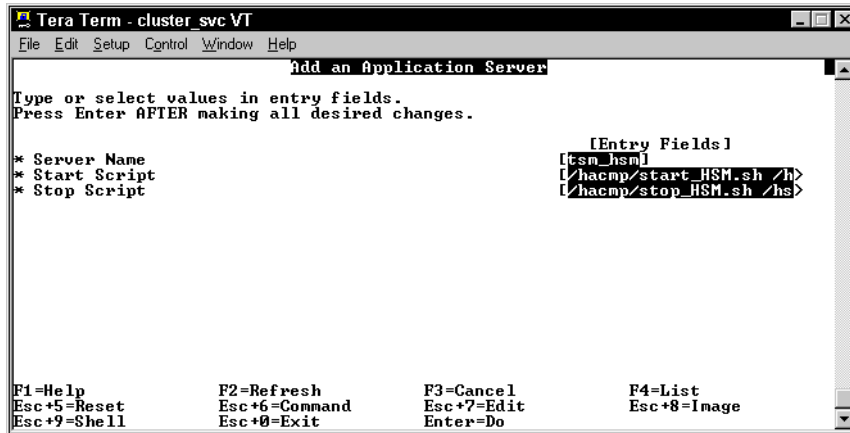 Tera Term - cluster_svc VT
File Edit Setup Control Window Help
Add an Application Server
Type or select values in entry fields.
Press Enter AFTER making all desired changes.
[Entry Fields]
* Server Name [tsm_hsm]
* Start Script [/hacmp/start_HSM.sh /h>
* Stop Script [/hacmp/stop_HSM.sh /hs>
F1=Help F2=Refresh F3=Cancel F4=List
Esc+5=Reset Esc+6=Command Esc+7=Edit Esc+8=Image
Esc+9=Shell Esc+0=Exit Enter=Do